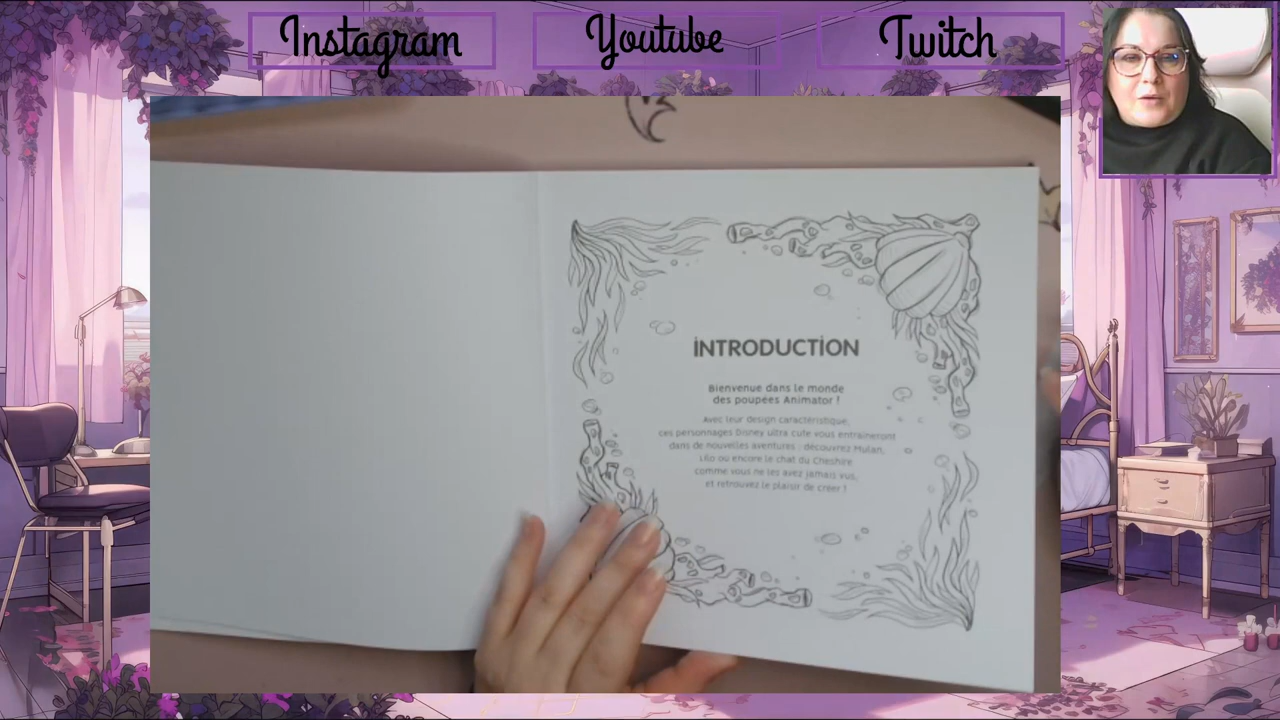 Instagram
Youtube
Twitch
INTRODUCTION
Bienvenue dans le monde
des poupées Animator !
Avec leur design caractéristique,
ces personnages Disney ultra cute vous entraîneront
dans de nouvelles aventures : découvrez Mulan,
Lilo ou encore le chat du Cheshire
comme vous ne les avez jamais vus,
et retrouvez le plaisir de créer !